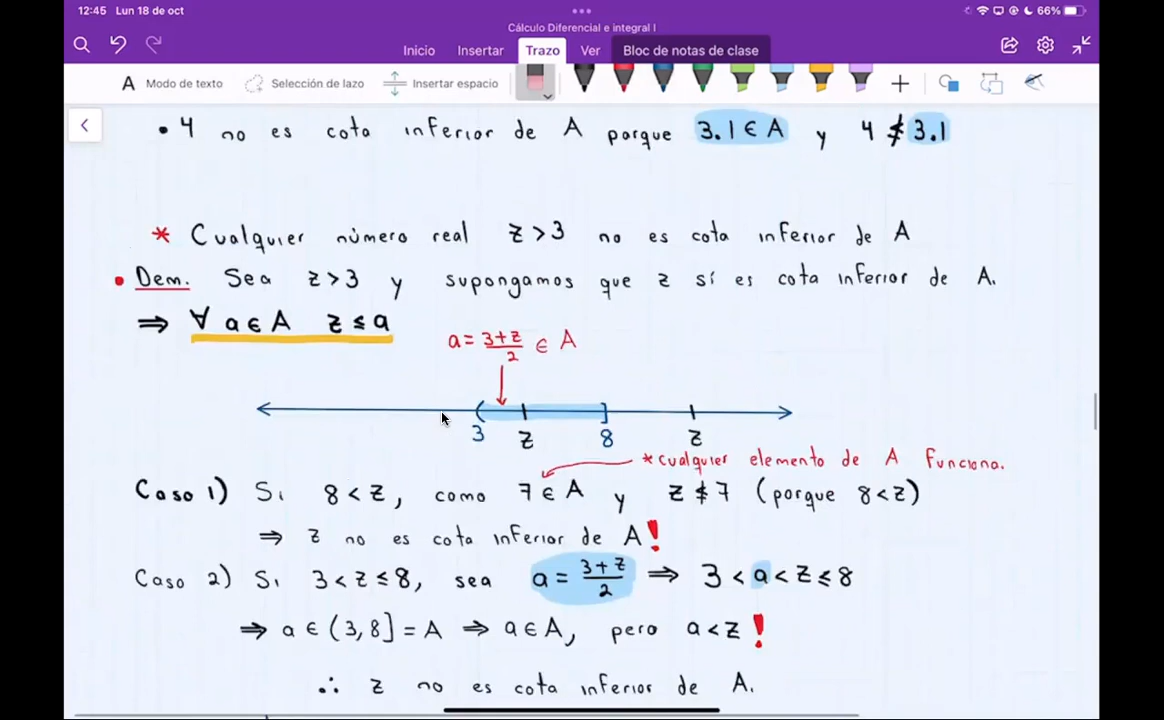 12:45 Lun 18 de oct
66%
Cálculo Diferencial e integral I
Inicio Insertar Trazo Ver Bloc de notas de clase
A Modo de texto Selección de lazo Insertar espacio
• 4 no es cota inferior de A porque 3.1 ∈ A y 4 ≰ 3.1
* Cualquier número real z > 3 no es cota inferior de A
• Dem. Sea z > 3 y supongamos que z sí es cota inferior de A.
⇒ ∀ a ∈ A z ≤ a
a = (3+z)/2 ∈ A
3 z 8 z
* cualquier elemento de A funciona.
Caso 1) Si 8 < z, como 7 ∈ A y z ≰ 7 (porque 8 < z)
⇒ z no es cota inferior de A !
Caso 2) Si 3 < z ≤ 8, sea a = (3+z)/2 ⇒ 3 < a < z ≤ 8
⇒ a ∈ (3, 8] = A ⇒ a ∈ A, pero a < z !
∴ z no es cota inferior de A.